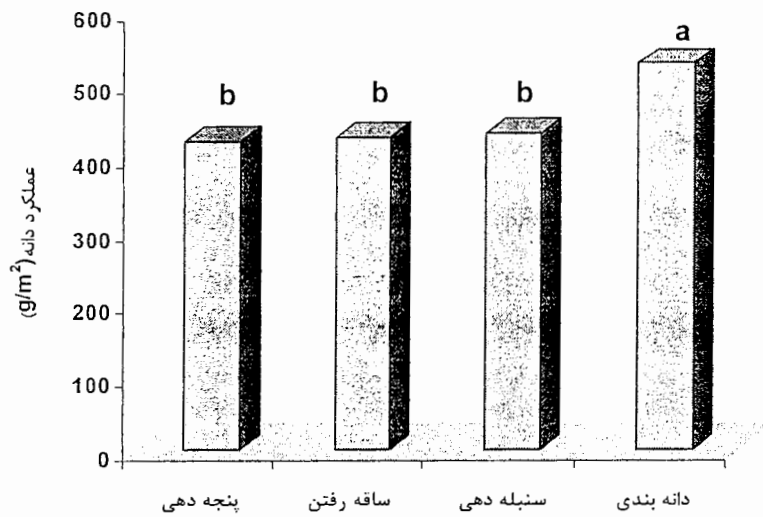 600
500
400
300
200
100
0
عملکرد دانه (g/m²)
b
b
b
a
پنجه دهی
ساقه رفتن
سنبله دهی
دانه بندی